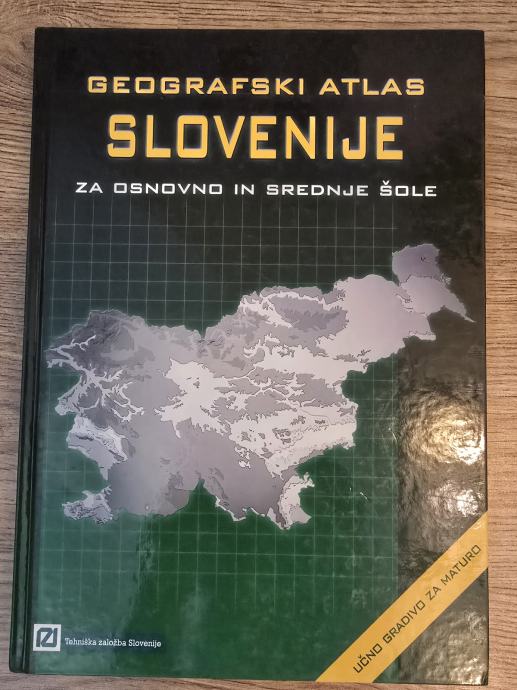 GEOGRAFSKI ATLAS
SLOVENIJE
ZA OSNOVNO IN SREDNJE ŠOLE
UČNO GRADIVO ZA MATURO
Tehniška založba Slovenije